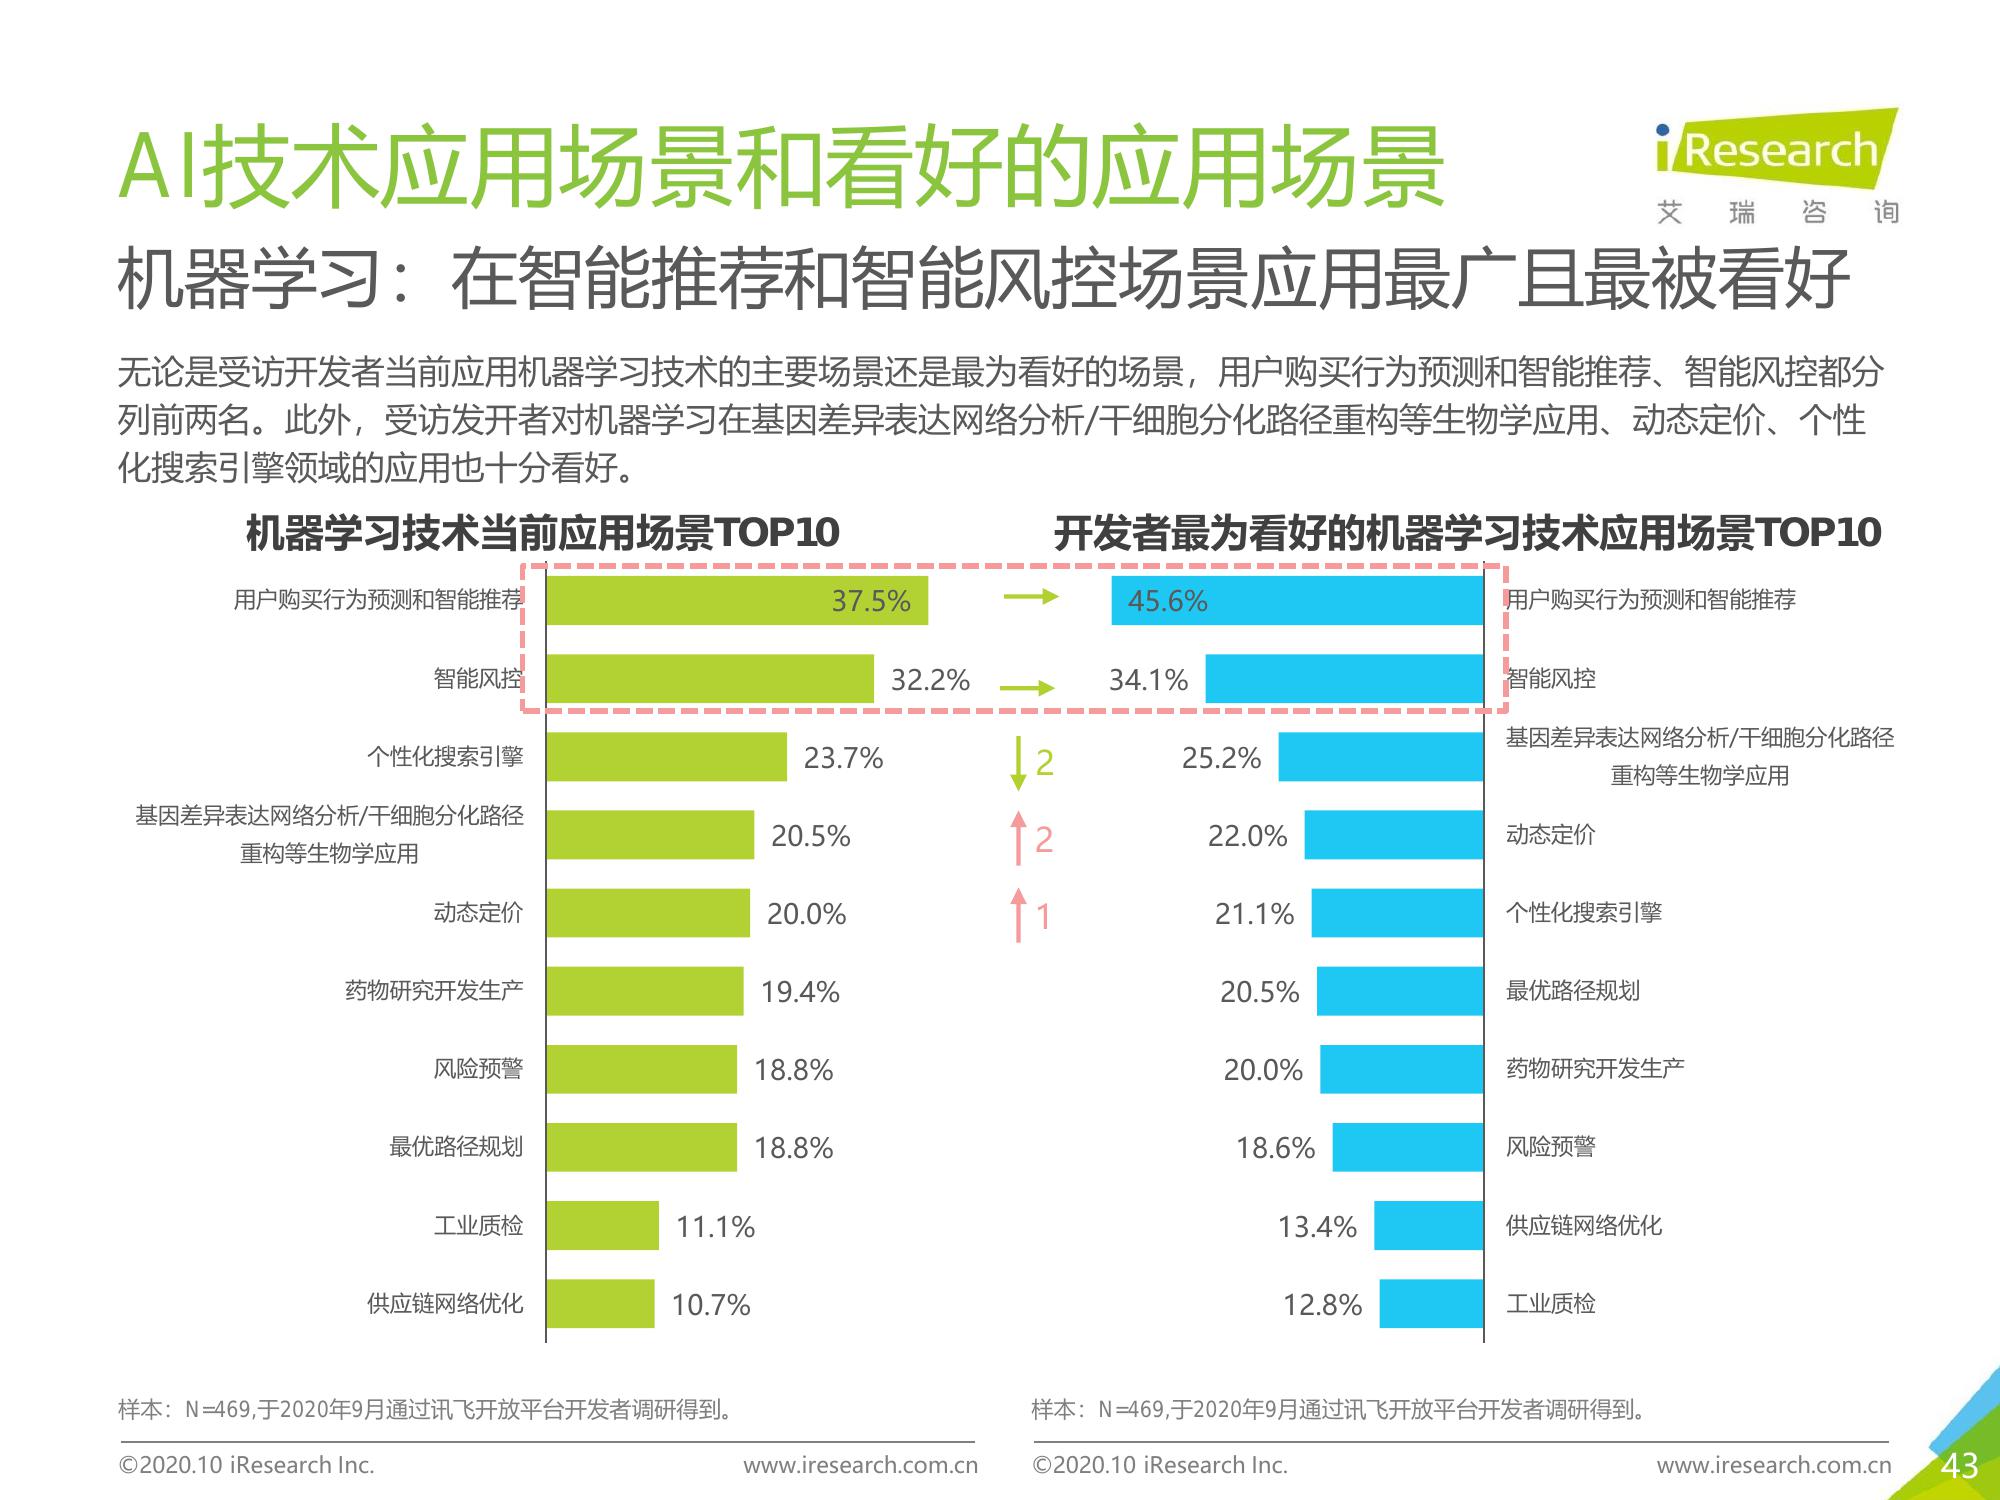 AI技术应用场景和看好的应用场景
iResearch
艾瑞咨询
机器学习：在智能推荐和智能风控场景应用最广且最被看好
无论是受访开发者当前应用机器学习技术的主要场景还是最为看好的场景，用户购买行为预测和智能推荐、智能风控都分
列前两名。此外，受访发开者对机器学习在基因差异表达网络分析/干细胞分化路径重构等生物学应用、动态定价、个性
化搜索引擎领域的应用也十分看好。
机器学习技术当前应用场景TOP10
用户购买行为预测和智能推荐 37.5%
智能风控 32.2%
个性化搜索引擎 23.7%
基因差异表达网络分析/干细胞分化路径
重构等生物学应用 20.5%
动态定价 20.0%
药物研究开发生产 19.4%
风险预警 18.8%
最优路径规划 18.8%
工业质检 11.1%
供应链网络优化 10.7%
2
2
1
开发者最为看好的机器学习技术应用场景TOP10
45.6% 用户购买行为预测和智能推荐
34.1% 智能风控
25.2% 基因差异表达网络分析/干细胞分化路径
重构等生物学应用
22.0% 动态定价
21.1% 个性化搜索引擎
20.5% 最优路径规划
20.0% 药物研究开发生产
18.6% 风险预警
13.4% 供应链网络优化
12.8% 工业质检
样本：N=469,于2020年9月通过讯飞开放平台开发者调研得到。
样本：N=469,于2020年9月通过讯飞开放平台开发者调研得到。
©2020.10 iResearch Inc. www.iresearch.com.cn
©2020.10 iResearch Inc. www.iresearch.com.cn
43